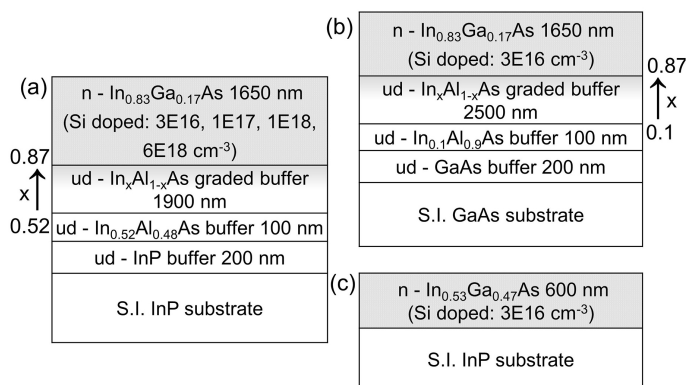 (a)
n - In0.83Ga0.17As 1650 nm
(Si doped: 3E16, 1E17, 1E18,
6E18 cm-3)
0.87
x
0.52
ud - InxAl1-xAs graded buffer
1900 nm
ud - In0.52Al0.48As buffer 100 nm
ud - InP buffer 200 nm
S.I. InP substrate
(b)
n - In0.83Ga0.17As 1650 nm
(Si doped: 3E16 cm-3)
0.87
x
0.1
ud - InxAl1-xAs graded buffer
2500 nm
ud - In0.1Al0.9As buffer 100 nm
ud - GaAs buffer 200 nm
S.I. GaAs substrate
(c)
n - In0.53Ga0.47As 600 nm
(Si doped: 3E16 cm-3)
S.I. InP substrate